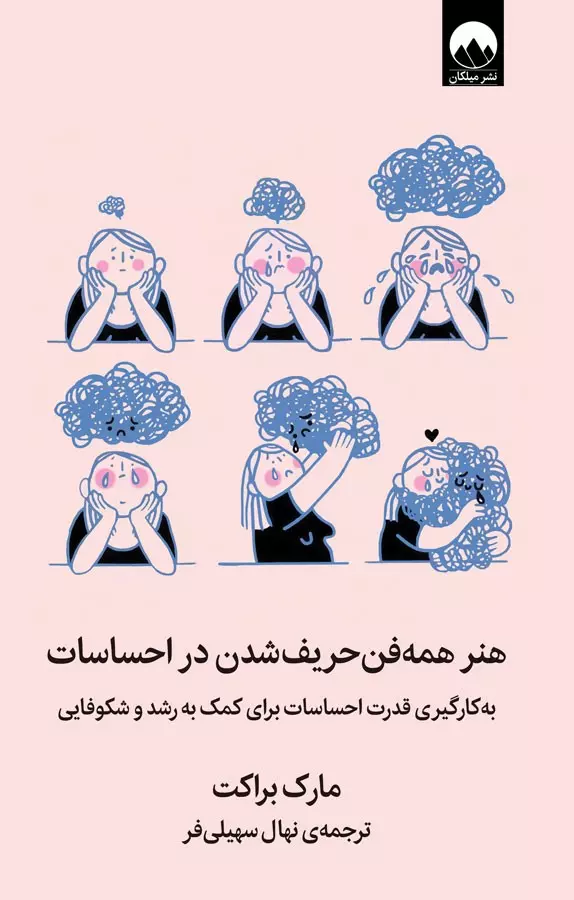 نشر میلکان
هنر همه‌فن‌حریف‌شدن در احساسات
به‌کارگیری قدرت احساسات برای کمک به رشد و شکوفایی
مارک براکت
ترجمه‌ی نهال سهیلی‌فر